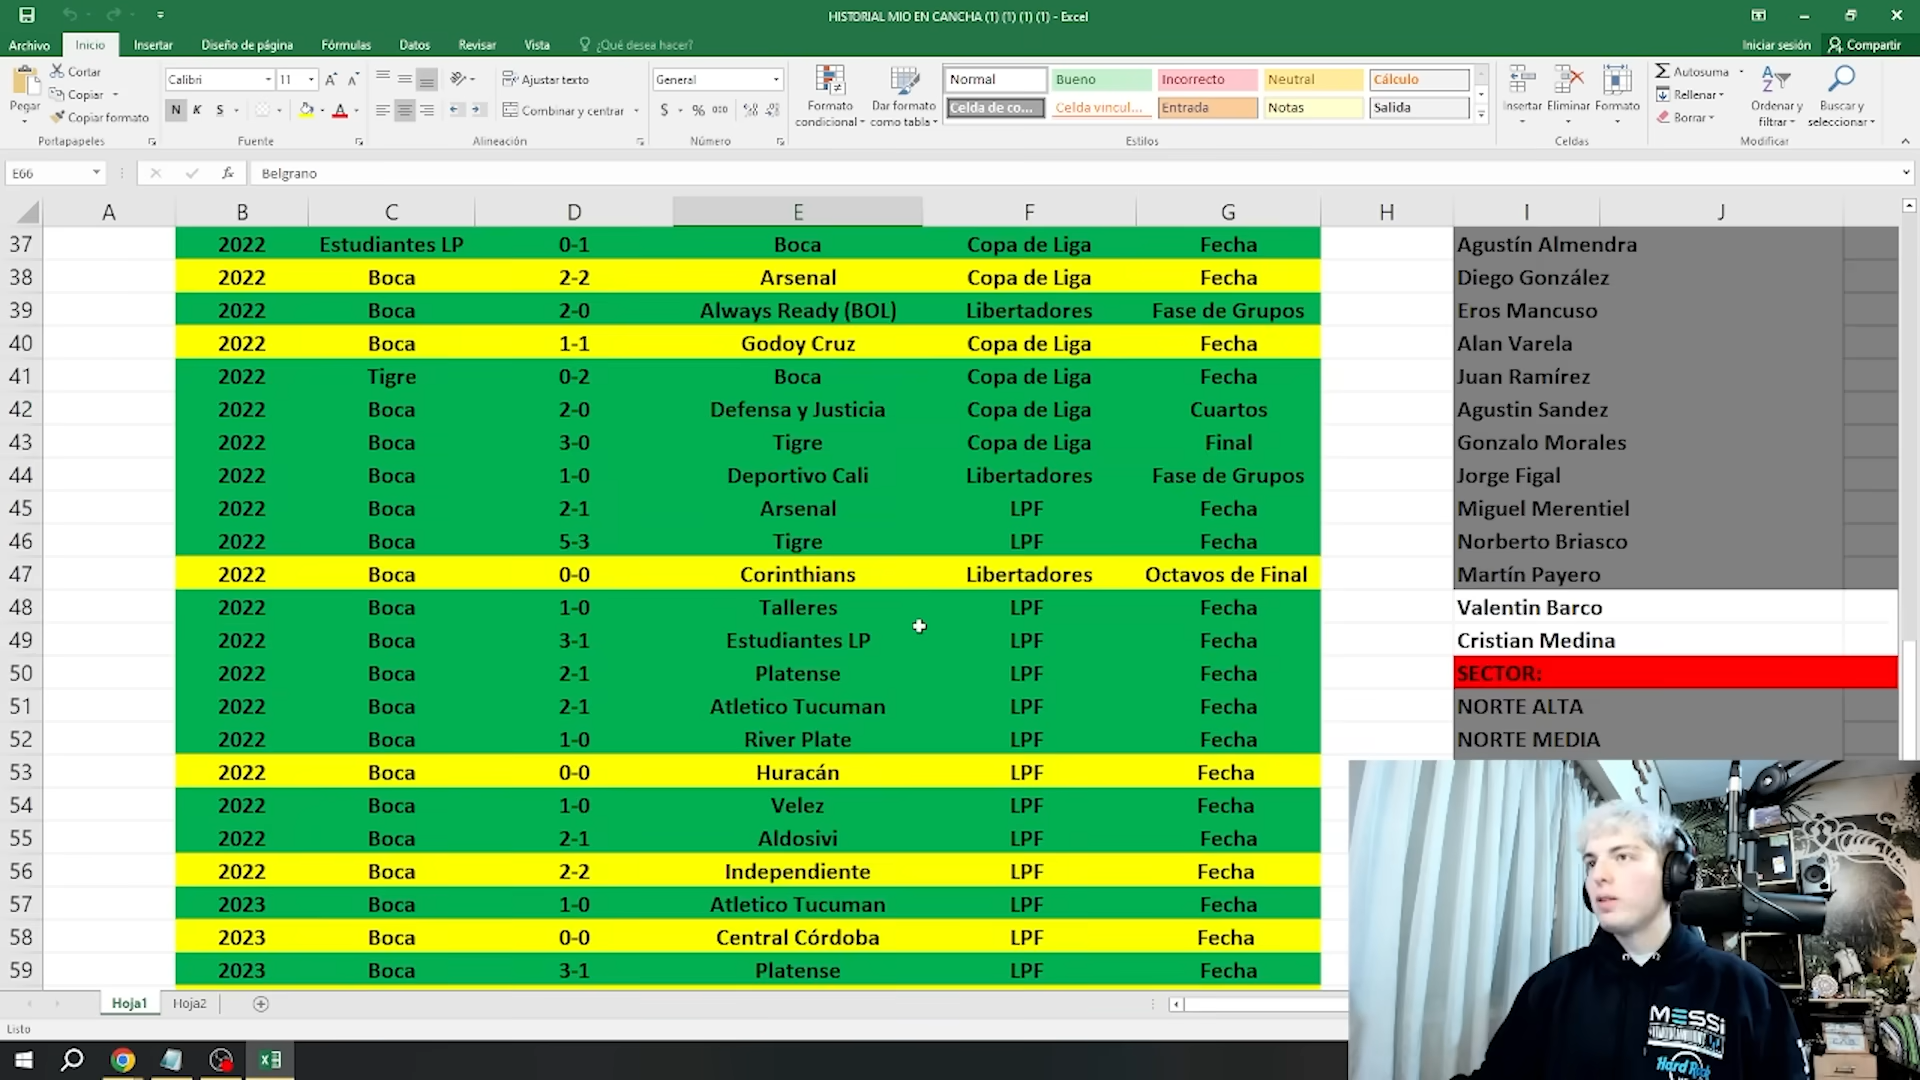 HISTORIAL MIO EN CANCHA (1) (1) (1) (1) - Excel
Archivo Inicio Insertar Diseño de página Fórmulas Datos Revisar Vista ¿Qué desea hacer? Iniciar sesión Compartir
Pegar
Cortar
Copiar
Copiar formato
Portapapeles
Calibri 11
N K S
Fuente
Ajustar texto
Combinar y centrar
Alineación
General
$ % 000
Número
Formato condicional
Dar formato como tabla
Normal Bueno Incorrecto Neutral Cálculo
Celda de co... Celda vincul... Entrada Notas Salida
Estilos
Insertar Eliminar Formato
Celdas
Autosuma
Rellenar
Borrar
Ordenar y filtrar
Buscar y seleccionar
Modificar
E66 fx Belgrano
A B C D E F G H I J
37 2022 Estudiantes LP 0-1 Boca Copa de Liga Fecha Agustín Almendra
38 2022 Boca 2-2 Arsenal Copa de Liga Fecha Diego González
39 2022 Boca 2-0 Always Ready (BOL) Libertadores Fase de Grupos Eros Mancuso
40 2022 Boca 1-1 Godoy Cruz Copa de Liga Fecha Alan Varela
41 2022 Tigre 0-2 Boca Copa de Liga Fecha Juan Ramírez
42 2022 Boca 2-0 Defensa y Justicia Copa de Liga Cuartos Agustin Sandez
43 2022 Boca 3-0 Tigre Copa de Liga Final Gonzalo Morales
44 2022 Boca 1-0 Deportivo Cali Libertadores Fase de Grupos Jorge Figal
45 2022 Boca 2-1 Arsenal LPF Fecha Miguel Merentiel
46 2022 Boca 5-3 Tigre LPF Fecha Norberto Briasco
47 2022 Boca 0-0 Corinthians Libertadores Octavos de Final Martín Payero
48 2022 Boca 1-0 Talleres LPF Fecha Valentin Barco
49 2022 Boca 3-1 Estudiantes LP LPF Fecha Cristian Medina
50 2022 Boca 2-1 Platense LPF Fecha SECTOR:
51 2022 Boca 2-1 Atletico Tucuman LPF Fecha NORTE ALTA
52 2022 Boca 1-0 River Plate LPF Fecha NORTE MEDIA
53 2022 Boca 0-0 Huracán LPF Fecha
54 2022 Boca 1-0 Velez LPF Fecha
55 2022 Boca 2-1 Aldosivi LPF Fecha
56 2022 Boca 2-2 Independiente LPF Fecha
57 2023 Boca 1-0 Atletico Tucuman LPF Fecha
58 2023 Boca 0-0 Central Córdoba LPF Fecha
59 2023 Boca 3-1 Platense LPF Fecha
Hoja1 Hoja2
Listo
MESSI
Hard Rock